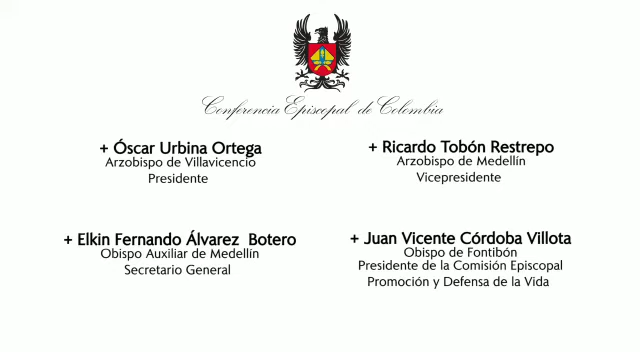 Conferencia Episcopal de Colombia
+ Óscar Urbina Ortega
Arzobispo de Villavicencio
Presidente
+ Ricardo Tobón Restrepo
Arzobispo de Medellín
Vicepresidente
+ Elkin Fernando Álvarez Botero
Obispo Auxiliar de Medellín
Secretario General
+ Juan Vicente Córdoba Villota
Obispo de Fontibón
Presidente de la Comisión Episcopal
Promoción y Defensa de la Vida